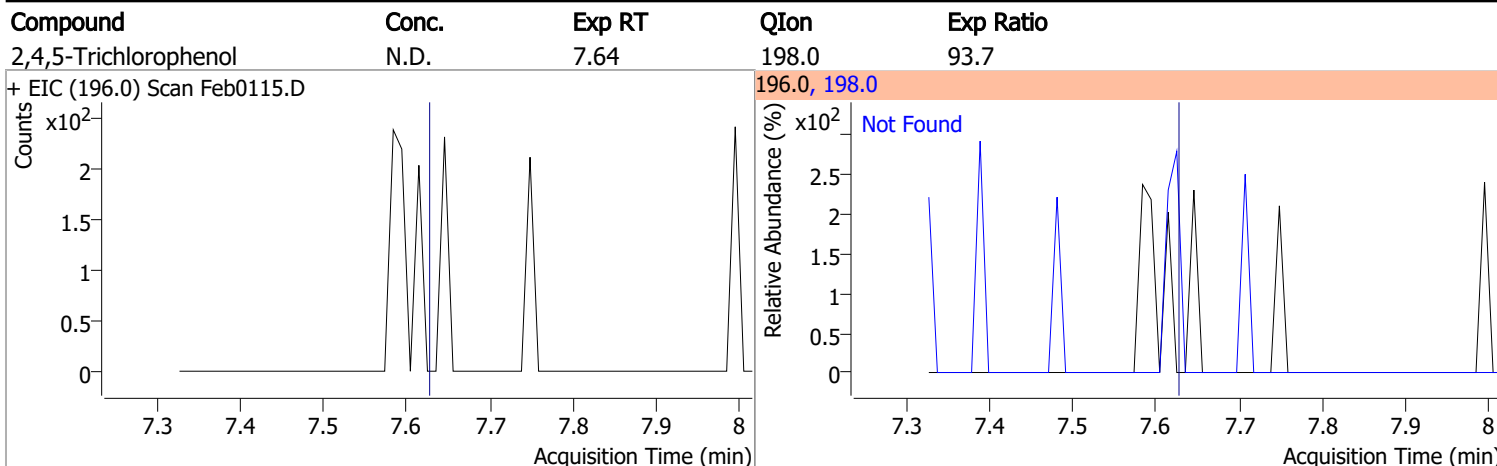 Compound Conc. Exp RT QIon Exp Ratio
2,4,5-Trichlorophenol N.D. 7.64 198.0 93.7
+ EIC (196.0) Scan Feb0115.D
Counts
x10²
2
1.5
1
0.5
0
7.3 7.4 7.5 7.6 7.7 7.8 7.9 8
Acquisition Time (min)
196.0, 198.0
Relative Abundance (%)
x10²
Not Found
2.5
2
1.5
1
0.5
0
7.3 7.4 7.5 7.6 7.7 7.8 7.9 8
Acquisition Time (min)